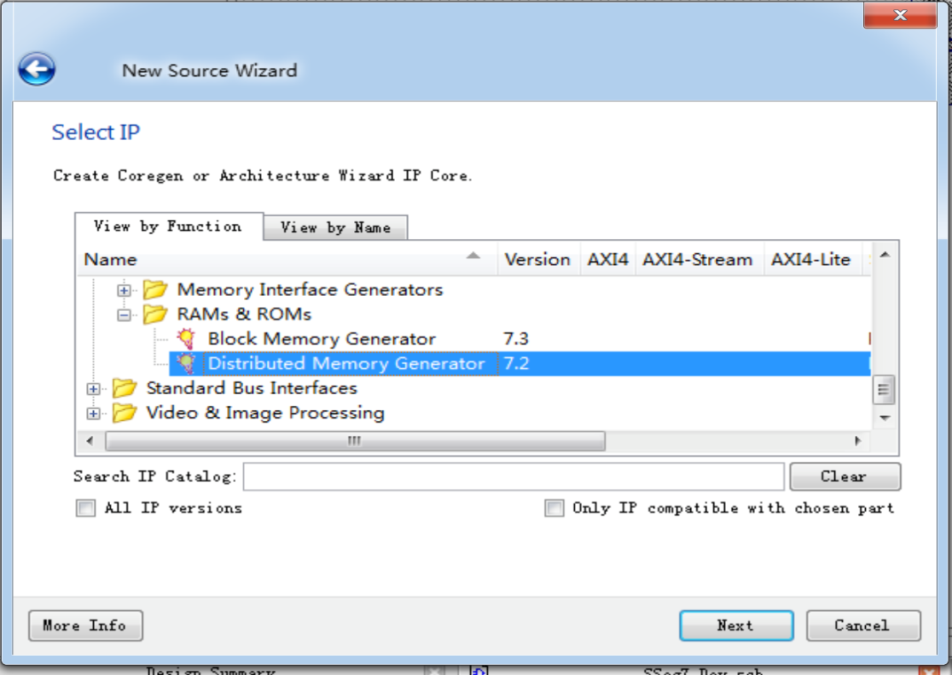 New Source Wizard
Select IP
Create Coregen or Architecture Wizard IP Core.
View by Function View by Name
Name Version AXI4 AXI4-Stream AXI4-Lite
Memory Interface Generators
RAMs & ROMs
Block Memory Generator 7.3
Distributed Memory Generator 7.2
Standard Bus Interfaces
Video & Image Processing
Search IP Catalog: Clear
All IP versions Only IP compatible with chosen part
More Info Next Cancel
Design Summary